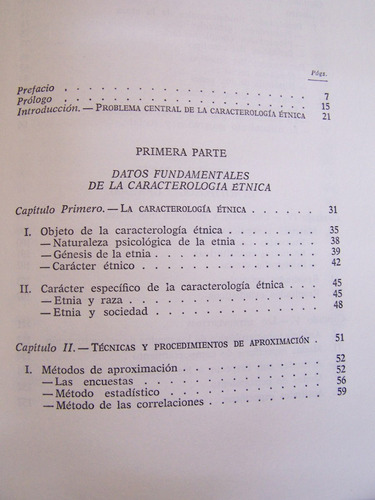 Págs.
Prefacio . . . . . . . . . . . . . . . . . . 7
Prólogo . . . . . . . . . . . . . . . . . . 15
Introducción. — PROBLEMA CENTRAL DE LA CARACTEROLOGÍA ÉTNICA 21
PRIMERA PARTE
DATOS FUNDAMENTALES
DE LA CARACTEROLOGIA ÉTNICA
Capítulo Primero. — LA CARACTEROLOGÍA ÉTNICA . . . . . . 31
I. Objeto de la caracterología étnica . . . . . . . . 35
— Naturaleza psicológica de la etnia . . . . . . . 38
— Génesis de la etnia . . . . . . . . . . . 39
— Carácter étnico . . . . . . . . . . . . 42
II. Carácter específico de la caracterología étnica . . . . 45
— Etnia y raza . . . . . . . . . . . . . 45
— Etnia y sociedad . . . . . . . . . . . . 48
Capítulo II. — TÉCNICAS Y PROCEDIMIENTOS DE APROXIMACIÓN . 51
I. Métodos de aproximación . . . . . . . . . . . 52
— Las encuestas . . . . . . . . . . . . . 52
— Método estadístico . . . . . . . . . . . 56
— Método de las correlaciones . . . . . . . . . 59